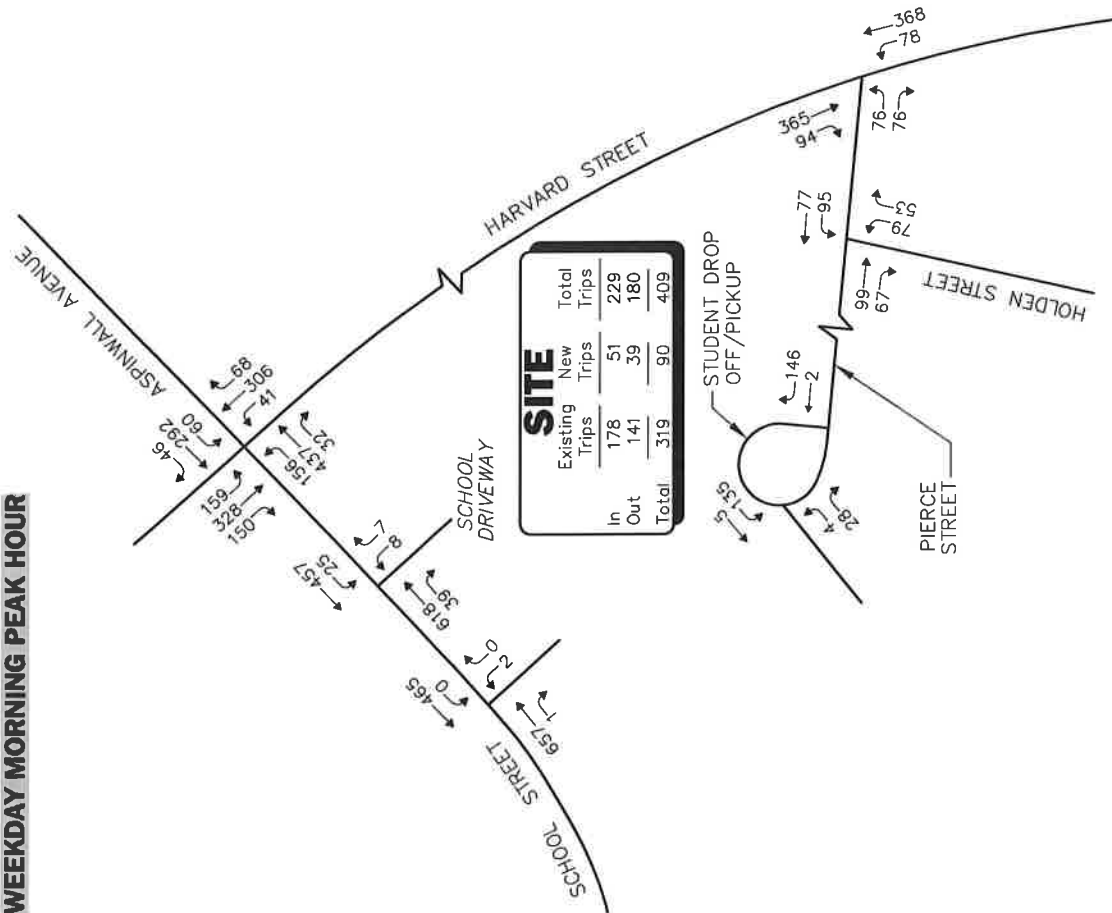 WEEKDAY MORNING PEAK HOUR
ASPINWALL AVENUE
HARVARD STREET
368
78
46
292
60
68
306
41
159
328
150
156
437
32
365
94
76
76
457
25
7
8
618
39
SCHOOL
DRIVEWAY
SITE
Existing New Total
Trips Trips Trips
In 178 51 229
Out 141 39 180
Total 319 90 409
77
95
53
79
99
67
HOLDEN STREET
STUDENT DROP
OFF/PICKUP
146
2
135
5
4
28
PIERCE
STREET
465
0
0
2
657
1
SCHOOL STREET